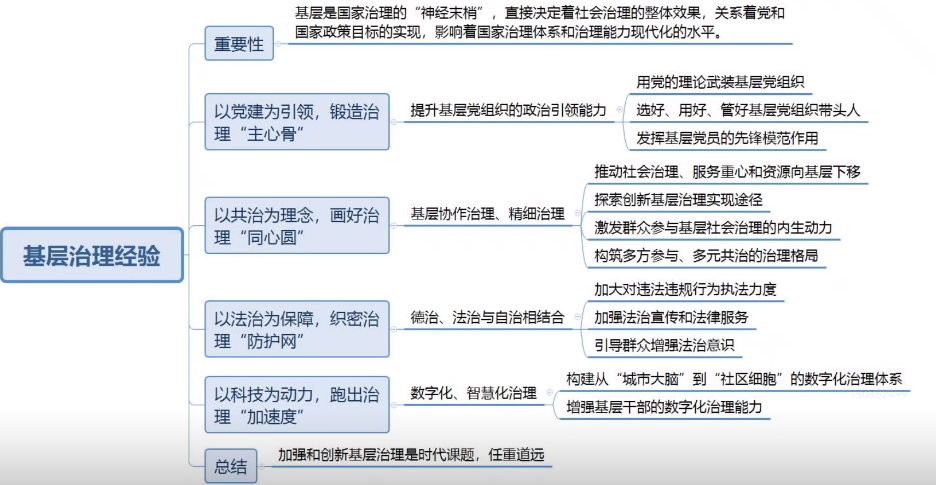 基层治理经验
重要性
基层是国家治理的“神经末梢”，直接决定着社会治理的整体效果，关系着党和
国家政策目标的实现，影响着国家治理体系和治理能力现代化的水平。
以党建为引领，锻造治
理“主心骨”
提升基层党组织的政治引领能力
用党的理论武装基层党组织
选好、用好、管好基层党组织带头人
发挥基层党员的先锋模范作用
以共治为理念，画好治
理“同心圆”
基层协作治理、精细治理
推动社会治理、服务重心和资源向基层下移
探索创新基层治理实现途径
激发群众参与基层社会治理的内生动力
构筑多方参与、多元共治的治理格局
以法治为保障，织密治
理“防护网”
德治、法治与自治相结合
加大对违法违规行为执法力度
加强法治宣传和法律服务
引导群众增强法治意识
以科技为动力，跑出治
理“加速度”
数字化、智慧化治理
构建从“城市大脑”到“社区细胞”的数字化治理体系
增强基层干部的数字化治理能力
总结
加强和创新基层治理是时代课题，任重道远